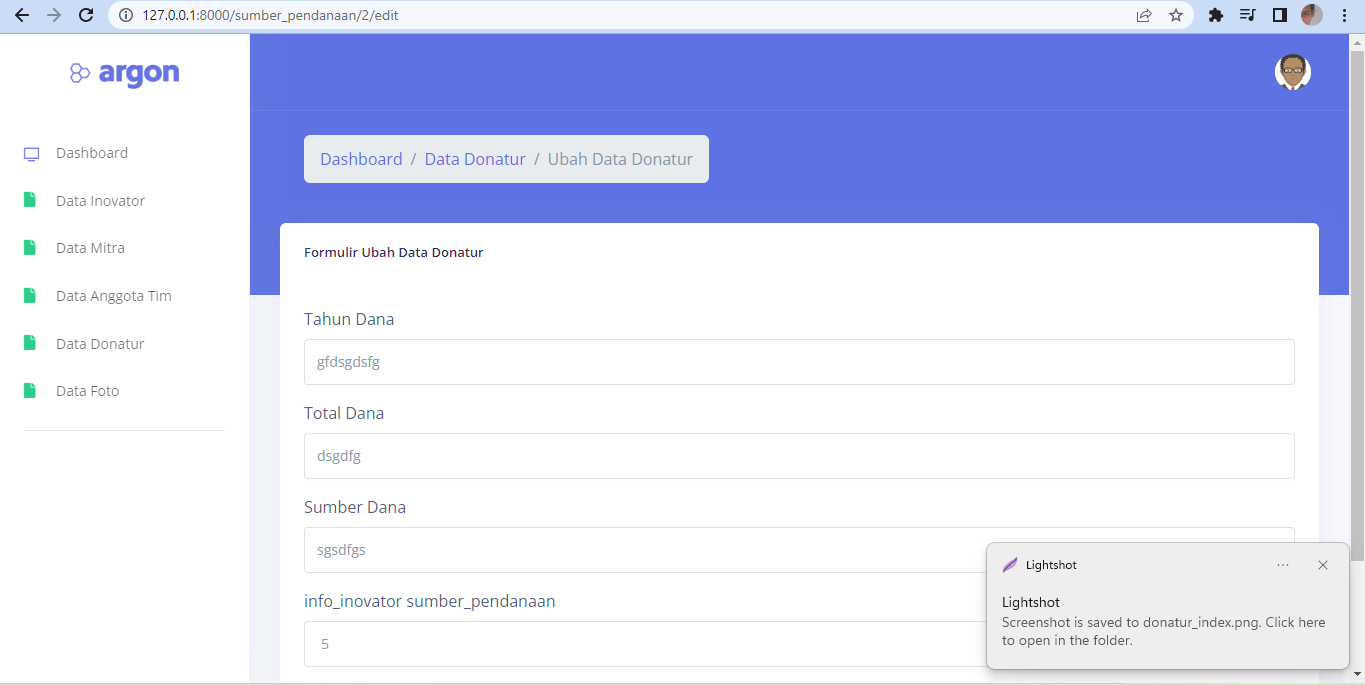 127.0.0.1:8000/sumber_pendanaan/2/edit
argon
Dashboard
Data Inovator
Data Mitra
Data Anggota Tim
Data Donatur
Data Foto
Dashboard / Data Donatur / Ubah Data Donatur
Formulir Ubah Data Donatur
Tahun Dana
gfdsgdsfg
Total Dana
dsgdfg
Sumber Dana
sgsdfgs
info_inovator sumber_pendanaan
5
Lightshot
Lightshot
Screenshot is saved to donatur_index.png. Click here
to open in the folder.